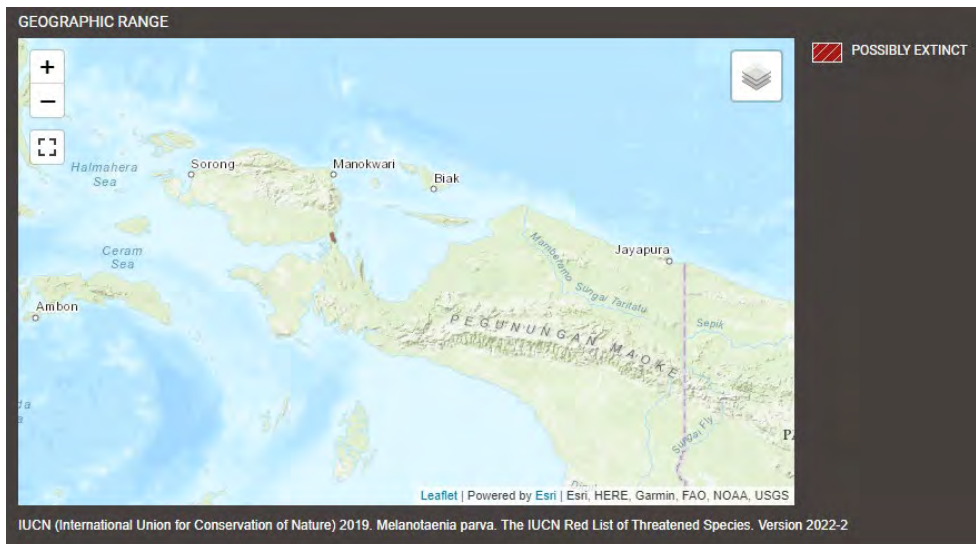 GEOGRAPHIC RANGE
POSSIBLY EXTINCT
+
−
Halmahera
Sea
Sorong
Manokwari
Biak
Ceram
Sea
Jayapura
Mamberamo
Sungai Taritatu
Ambon
Sepik
PEGUNUNGAN MAOKE
Sungai Fly
Leaflet | Powered by Esri | Esri, HERE, Garmin, FAO, NOAA, USGS
IUCN (International Union for Conservation of Nature) 2019. Melanotaenia parva. The IUCN Red List of Threatened Species. Version 2022-2